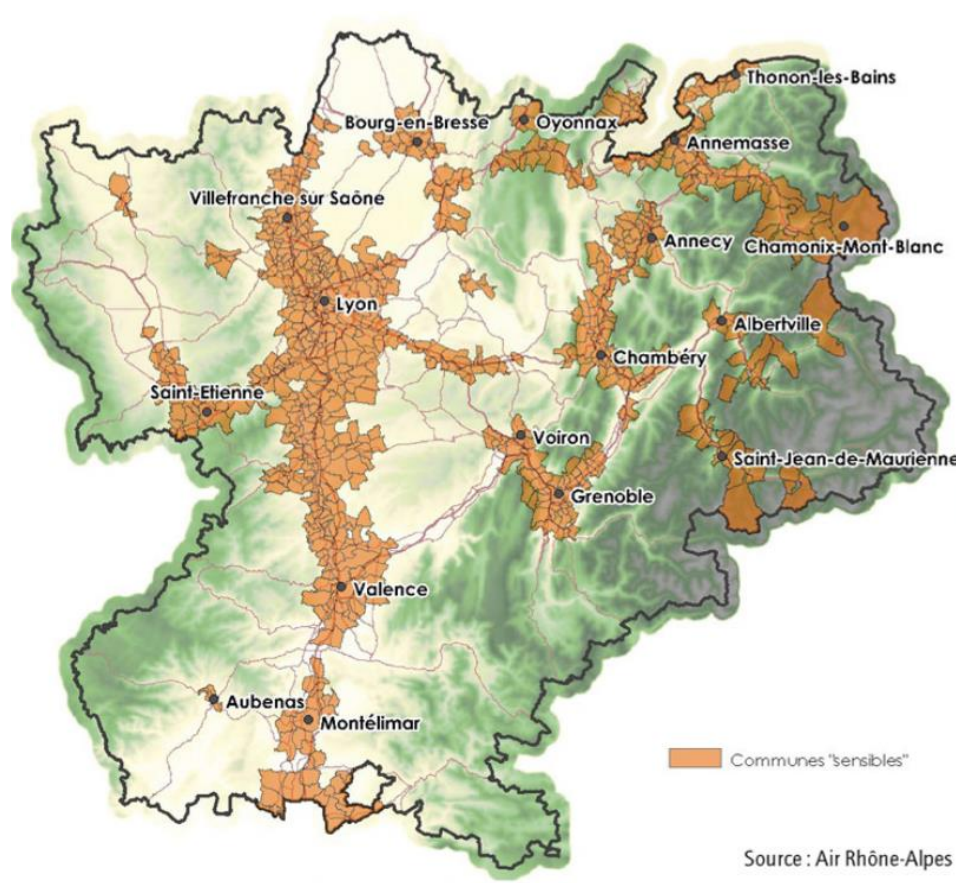 Thonon-les-Bains
Bourg-en-Bresse
Oyonnax
Annemasse
Villefranche sur Saône
Annecy
Chamonix-Mont-Blanc
Lyon
Albertville
Chambéry
Saint-Etienne
Voiron
Saint-Jean-de-Maurienne
Grenoble
Valence
Aubenas
Montélimar
Communes "sensibles"
Source : Air Rhône-Alpes